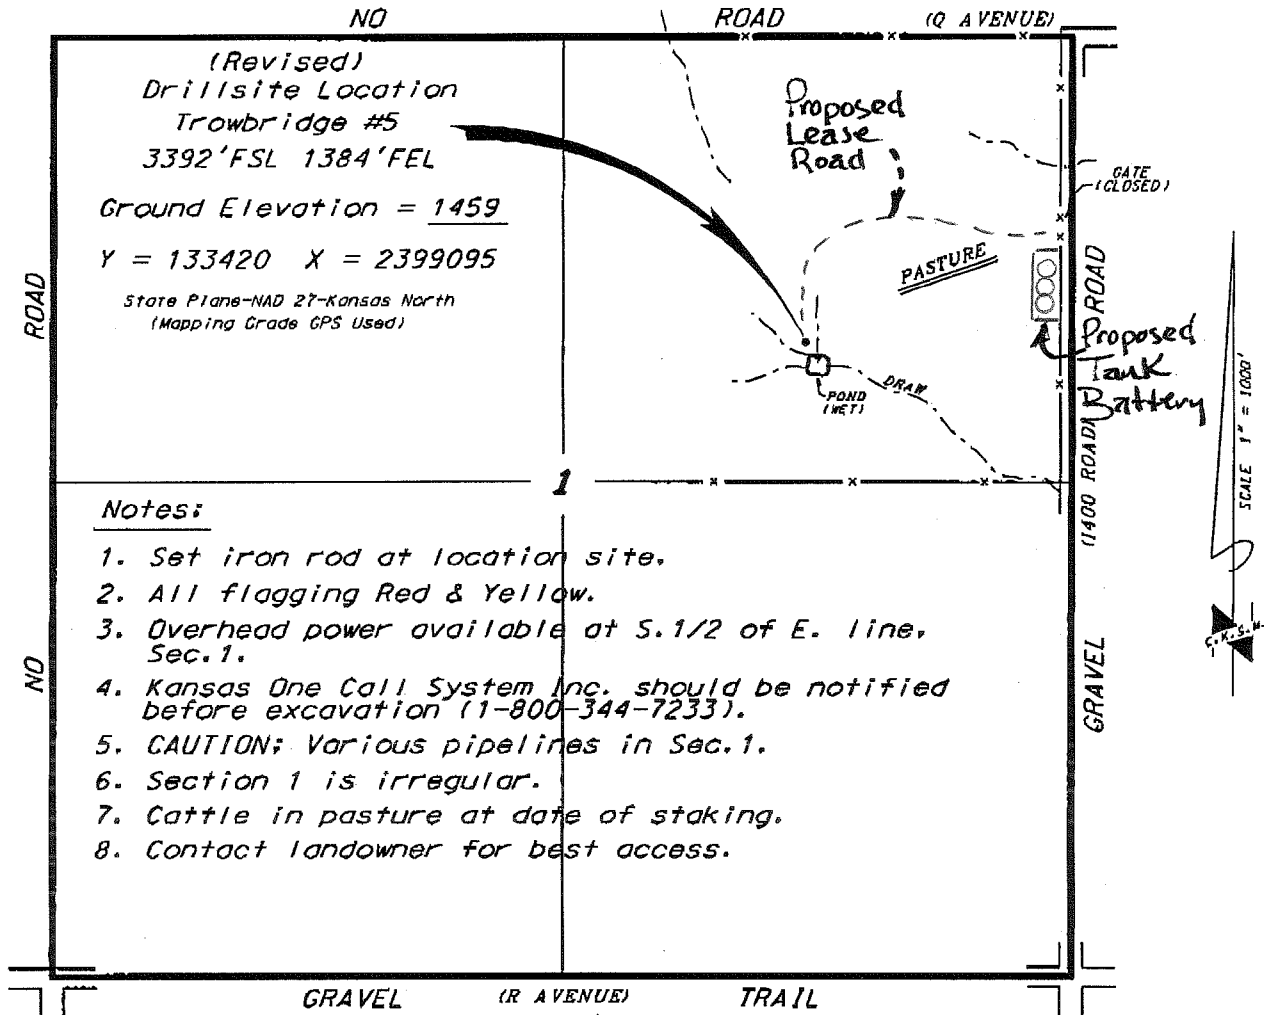 NO ROAD (Q AVENUE)
(Revised)
Drillsite Location
Trowbridge #5
3392'FSL 1384'FEL
Ground Elevation = 1459
Y = 133420 X = 2399095
State Plane-NAD 27-Kansas North
(Mapping Grade GPS Used)
Proposed
Lease
Road
GATE
(CLOSED)
PASTURE
ROAD
ROAD
Proposed
Tank
Battery
POND
(WET)
DRAW
SCALE 1" = 1000'
(1400 ROAD)
1
Notes:
1. Set iron rod at location site.
2. All flagging Red & Yellow.
3. Overhead power available at S.1/2 of E. line,
Sec.1.
4. Kansas One Call System Inc. should be notified
before excavation (1-800-344-7233).
5. CAUTION: Various pipelines in Sec.1.
6. Section 1 is irregular.
7. Cattle in pasture at date of staking.
8. Contact landowner for best access.
NO
GRAVEL
C.K.S.W.
GRAVEL (R AVENUE) TRAIL